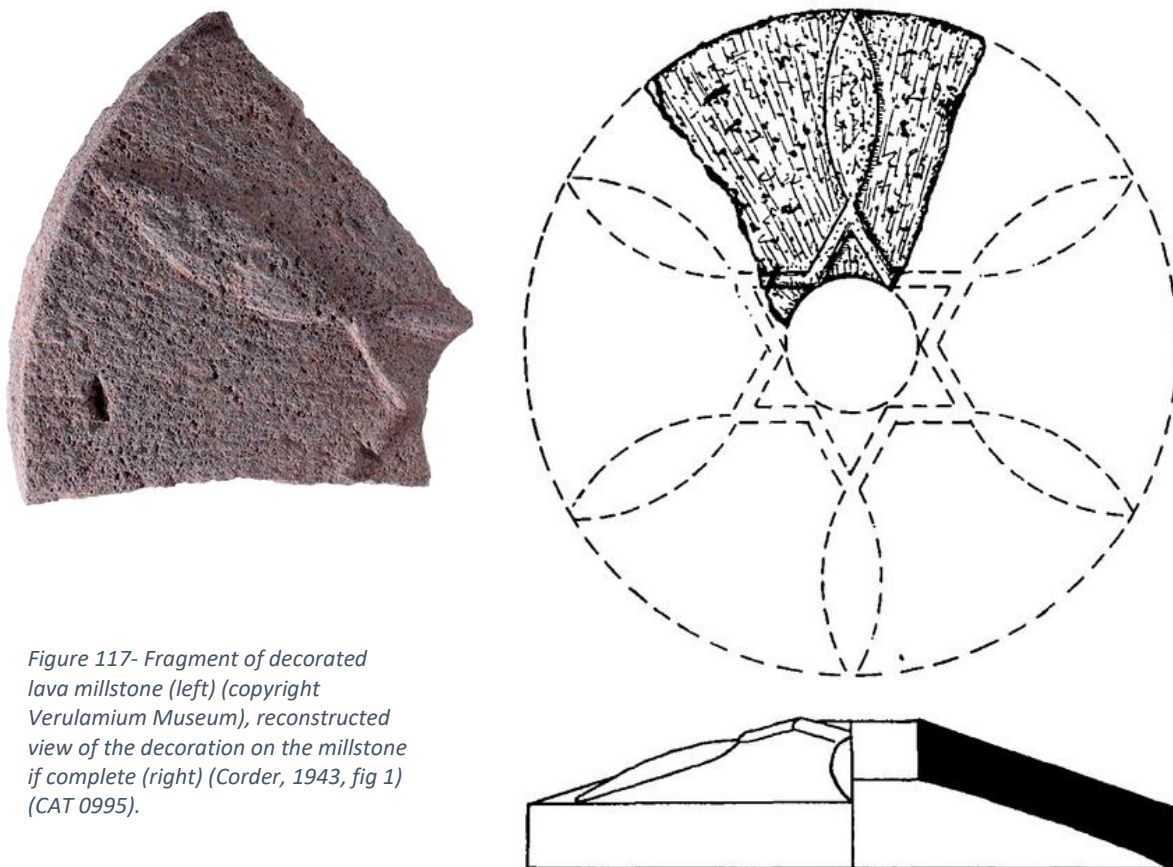 Figure 117- Fragment of decorated
lava millstone (left) (copyright
Verulamium Museum), reconstructed
view of the decoration on the millstone
if complete (right) (Corder, 1943, fig 1)
(CAT 0995).